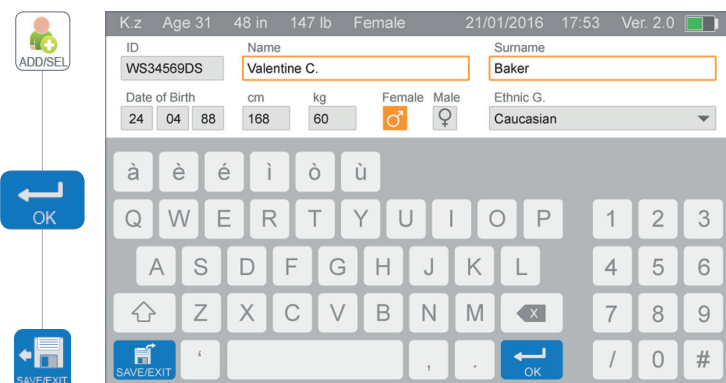 K.z Age 31 48 in 147 lb Female 21/01/2016 17:53 Ver. 2.0
ADD/SEL
ID Name Surname
WS34569DS Valentine C. Baker
Date of Birth cm kg Female Male Ethnic G.
24 04 88 168 60 Caucasian
OK
à è é ì ò ù
Q W E R T Y U I O P 1 2 3
A S D F G H J K L 4 5 6
Z X C V B N M X 7 8 9
SAVE/EXIT ‘ , . OK / 0 #
SAVE/EXIT